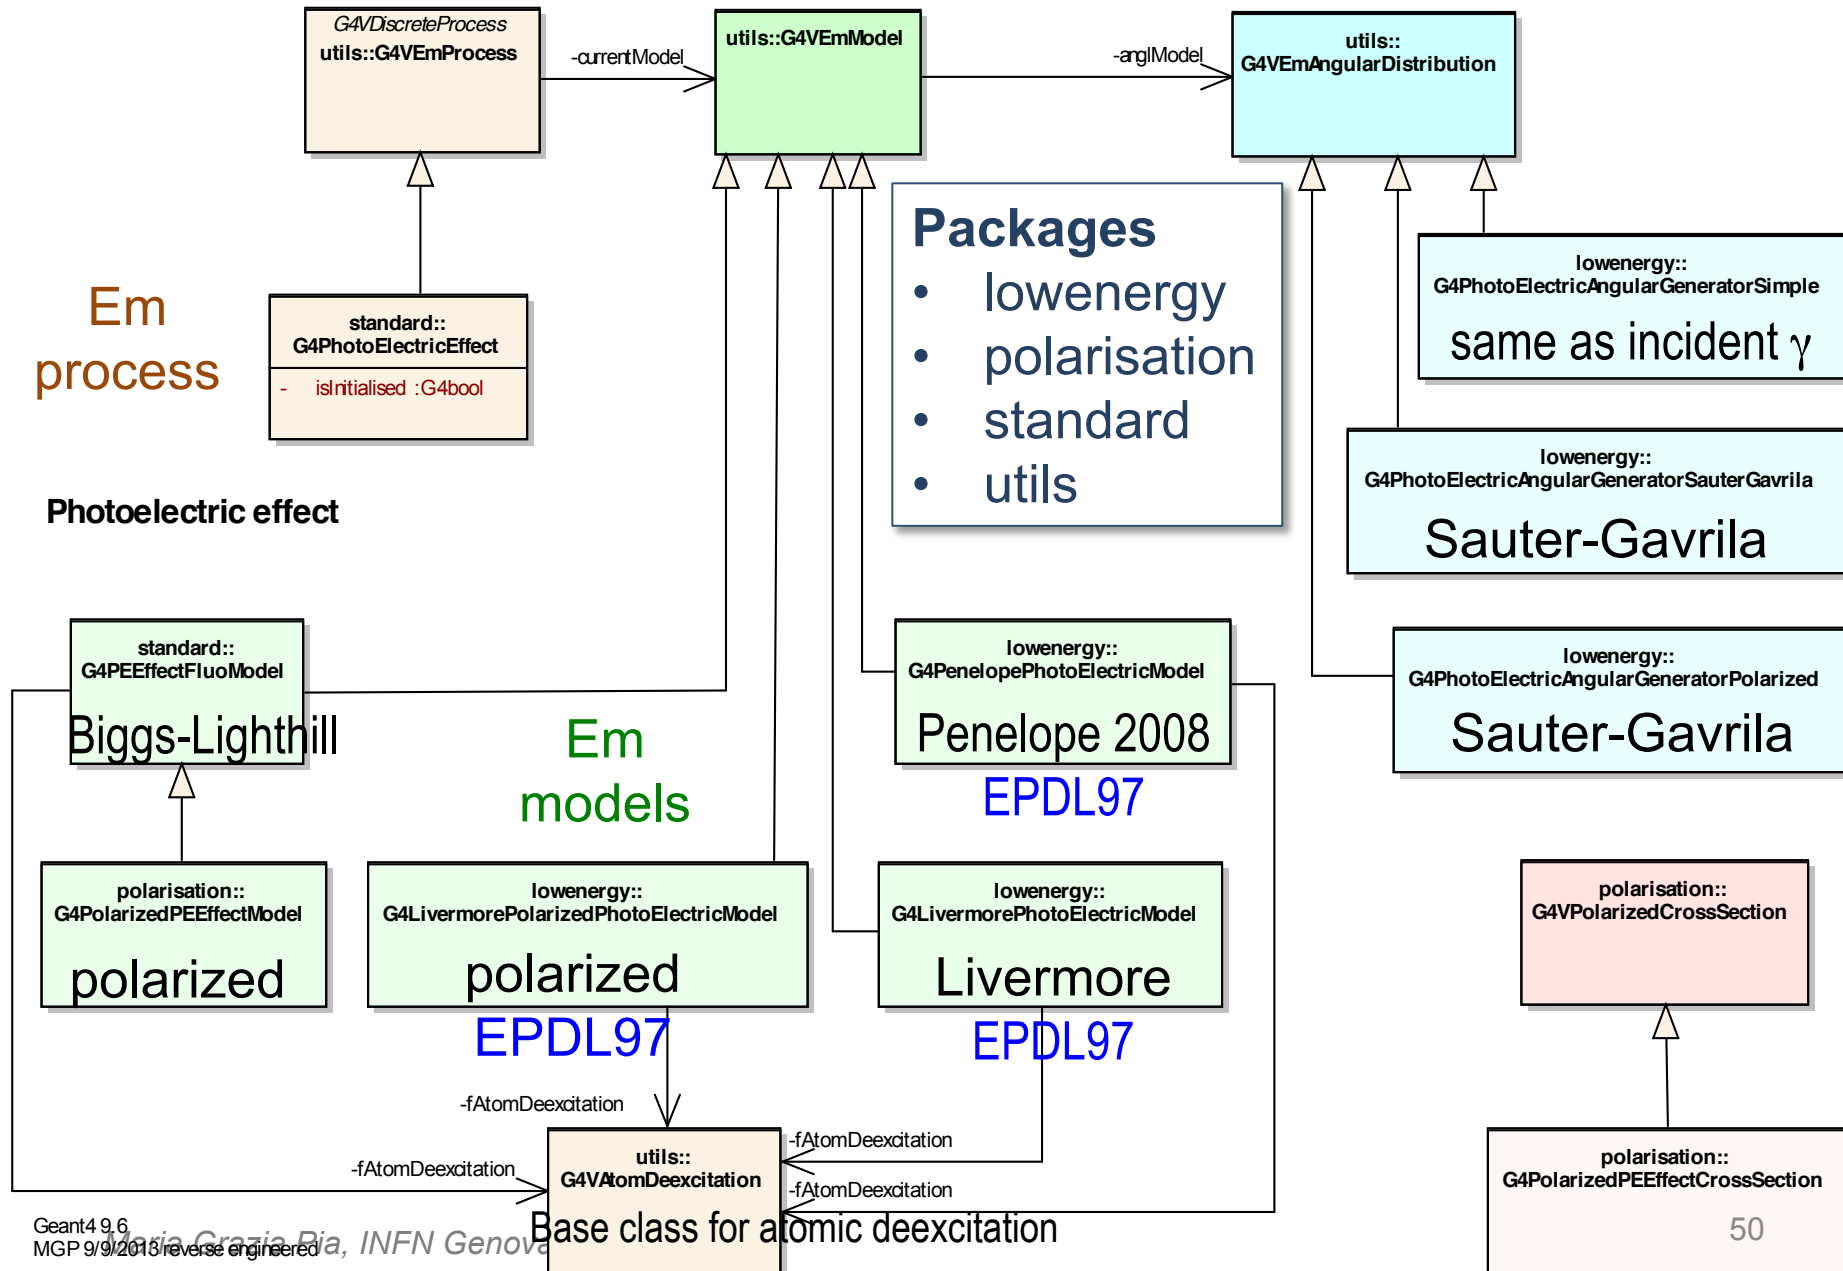 G4VDiscreteProcess
utils::G4VEmProcess
-currentModel
utils::G4VEmModel
-anglModel
utils::
G4VEmAngularDistribution
Packages
• lowenergy
• polarisation
• standard
• utils
lowenergy::
G4PhotoElectricAngularGeneratorSimple
same as incident γ
Em
process
standard::
G4PhotoElectricEffect
- isInitialised :G4bool
lowenergy::
G4PhotoElectricAngularGeneratorSauterGavrila
Sauter-Gavrila
Photoelectric effect
standard::
G4PEEffectFluoModel
Biggs-Lighthill
Em
models
lowenergy::
G4PenelopePhotoElectricModel
Penelope 2008
EPDL97
lowenergy::
G4PhotoElectricAngularGeneratorPolarized
Sauter-Gavrila
polarisation::
G4PolarizedPEEffectModel
polarized
lowenergy::
G4LivermorePolarizedPhotoElectricModel
polarized
EPDL97
lowenergy::
G4LivermorePhotoElectricModel
Livermore
EPDL97
polarisation::
G4VPolarizedCrossSection
-fAtomDeexcitation
-fAtomDeexcitation
-fAtomDeexcitation
-fAtomDeexcitation
utils::
G4VAtomDeexcitation
Base class for atomic deexcitation
polarisation::
G4PolarizedPEEffectCrossSection
Geant4 9.6
MGP 9/9/2013 reverse engineered
Maria Grazia Pia, INFN Genova
50